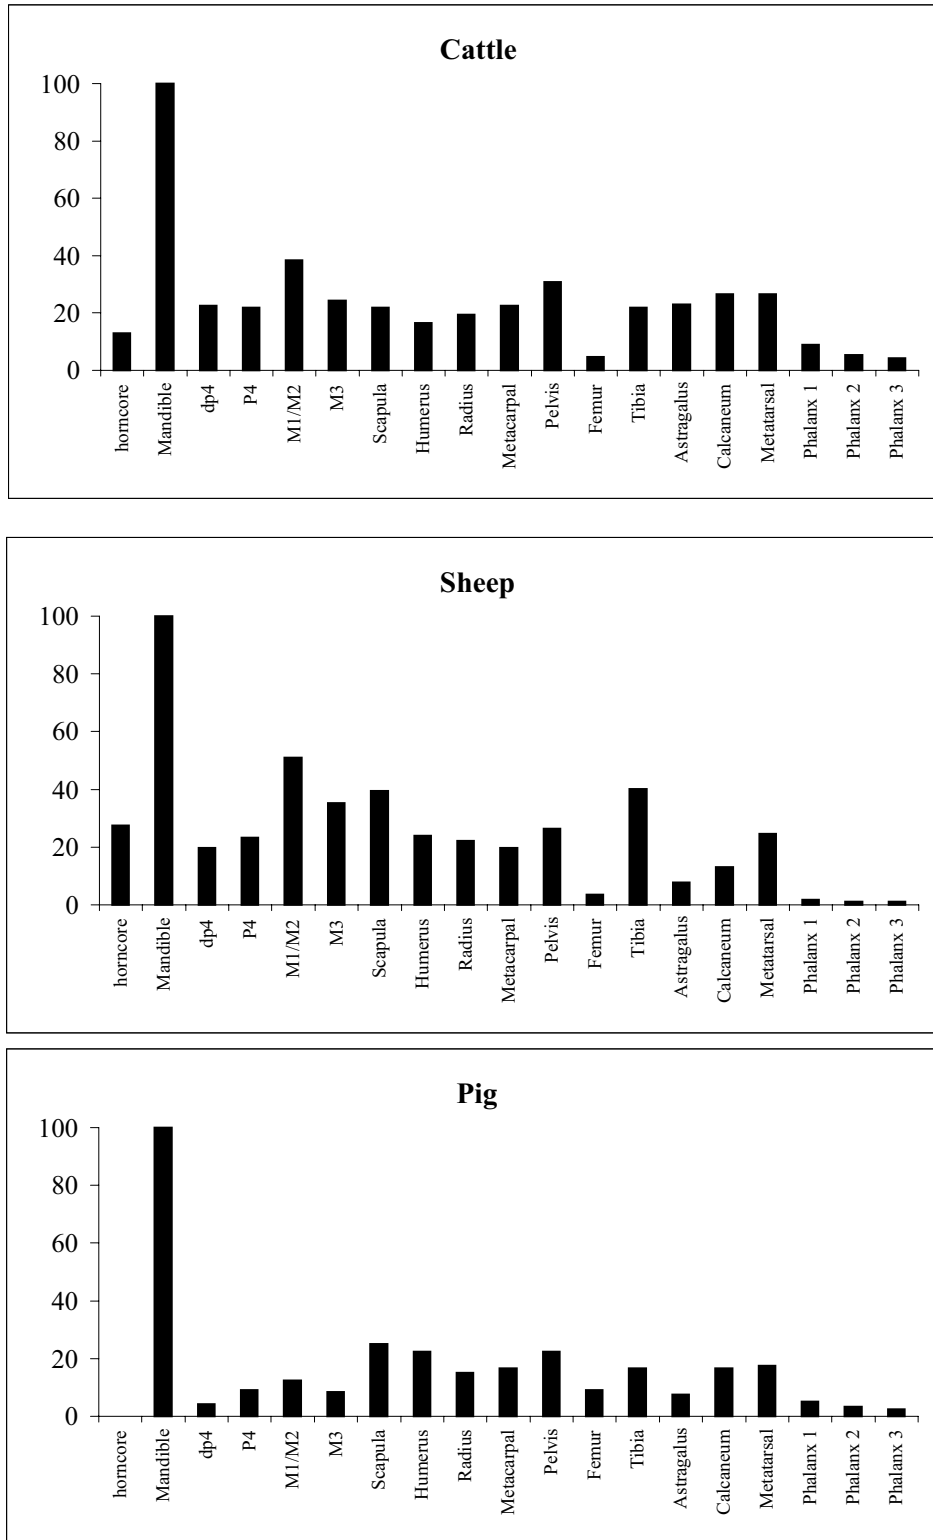 Cattle
100
80
60
40
20
0
horncore
Mandible
dp4
P4
M1/M2
M3
Scapula
Humerus
Radius
Metacarpal
Pelvis
Femur
Tibia
Astragalus
Calcaneum
Metatarsal
Phalanx 1
Phalanx 2
Phalanx 3
Sheep
100
80
60
40
20
0
horncore
Mandible
dp4
P4
M1/M2
M3
Scapula
Humerus
Radius
Metacarpal
Pelvis
Femur
Tibia
Astragalus
Calcaneum
Metatarsal
Phalanx 1
Phalanx 2
Phalanx 3
Pig
100
80
60
40
20
0
horncore
Mandible
dp4
P4
M1/M2
M3
Scapula
Humerus
Radius
Metacarpal
Pelvis
Femur
Tibia
Astragalus
Calcaneum
Metatarsal
Phalanx 1
Phalanx 2
Phalanx 3